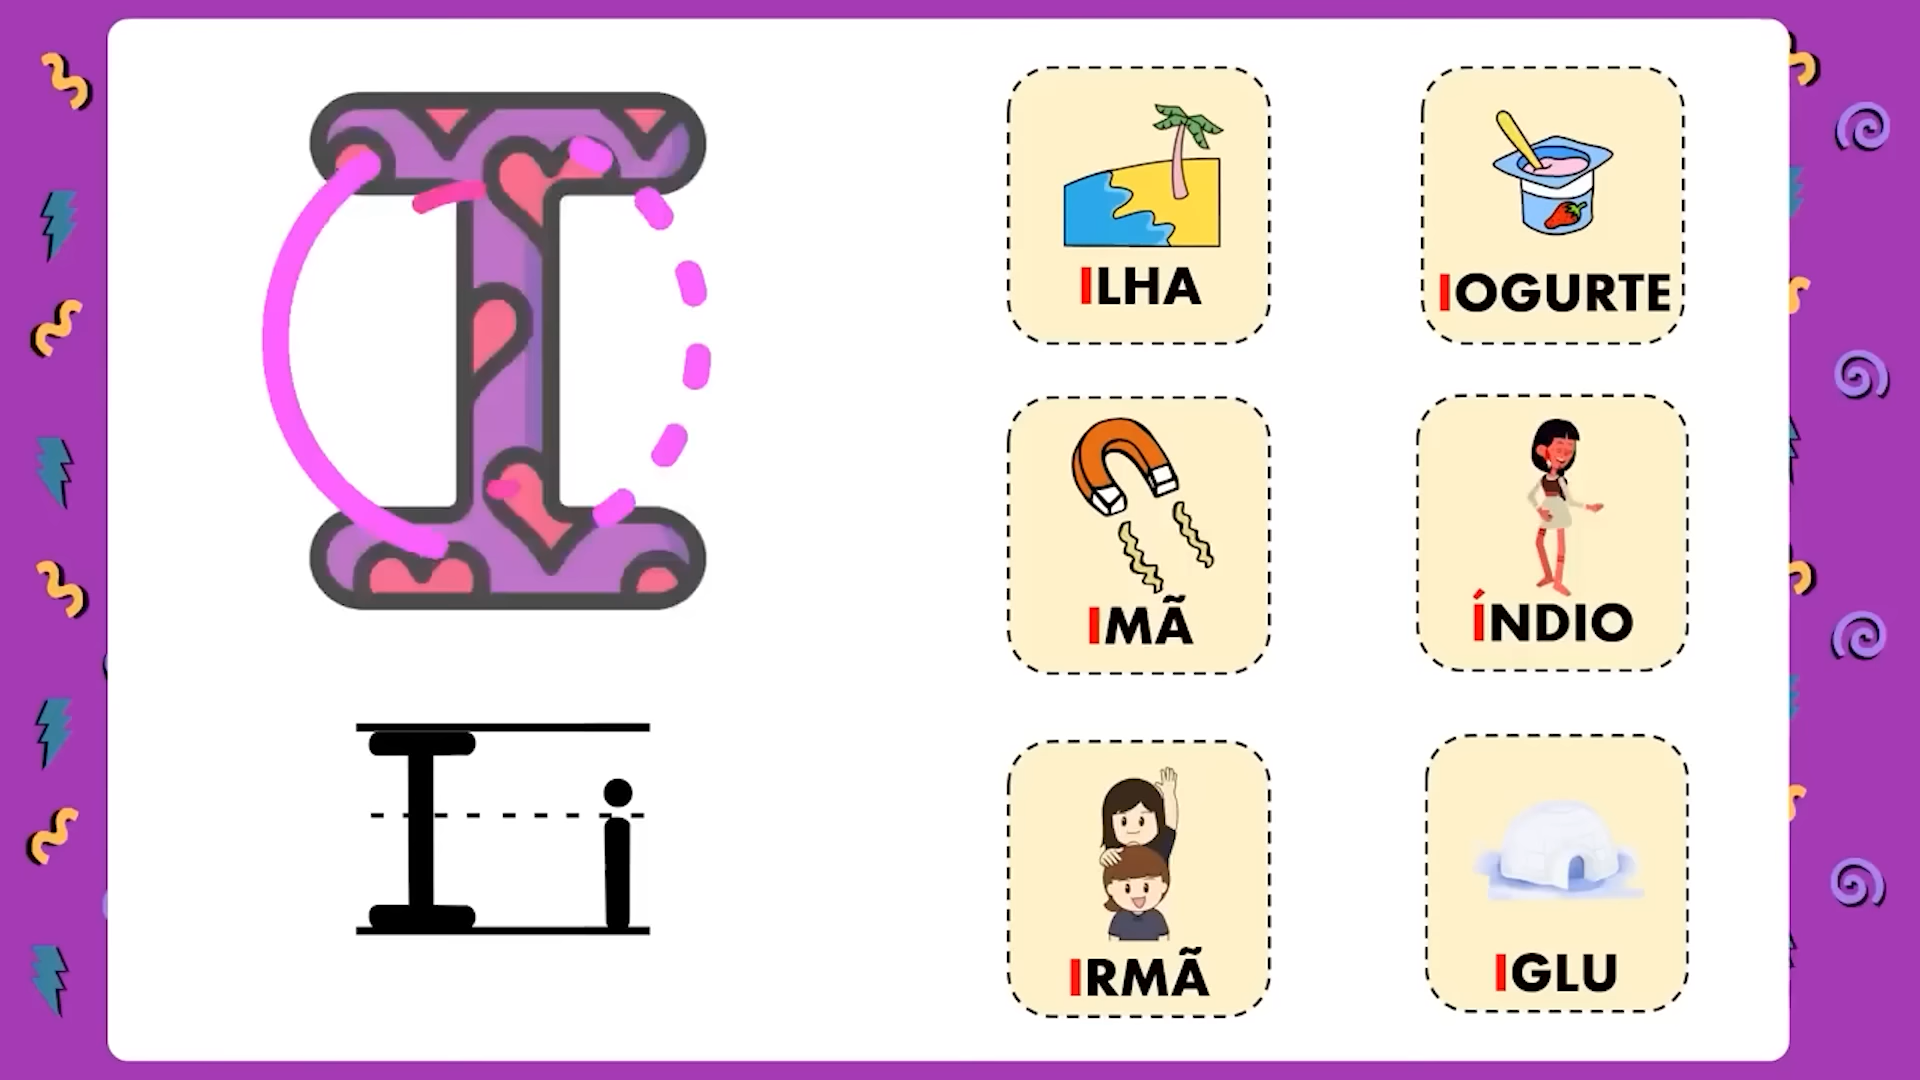 I
I i
ILHA
IOGURTE
IMÃ
ÍNDIO
IRMÃ
IGLU